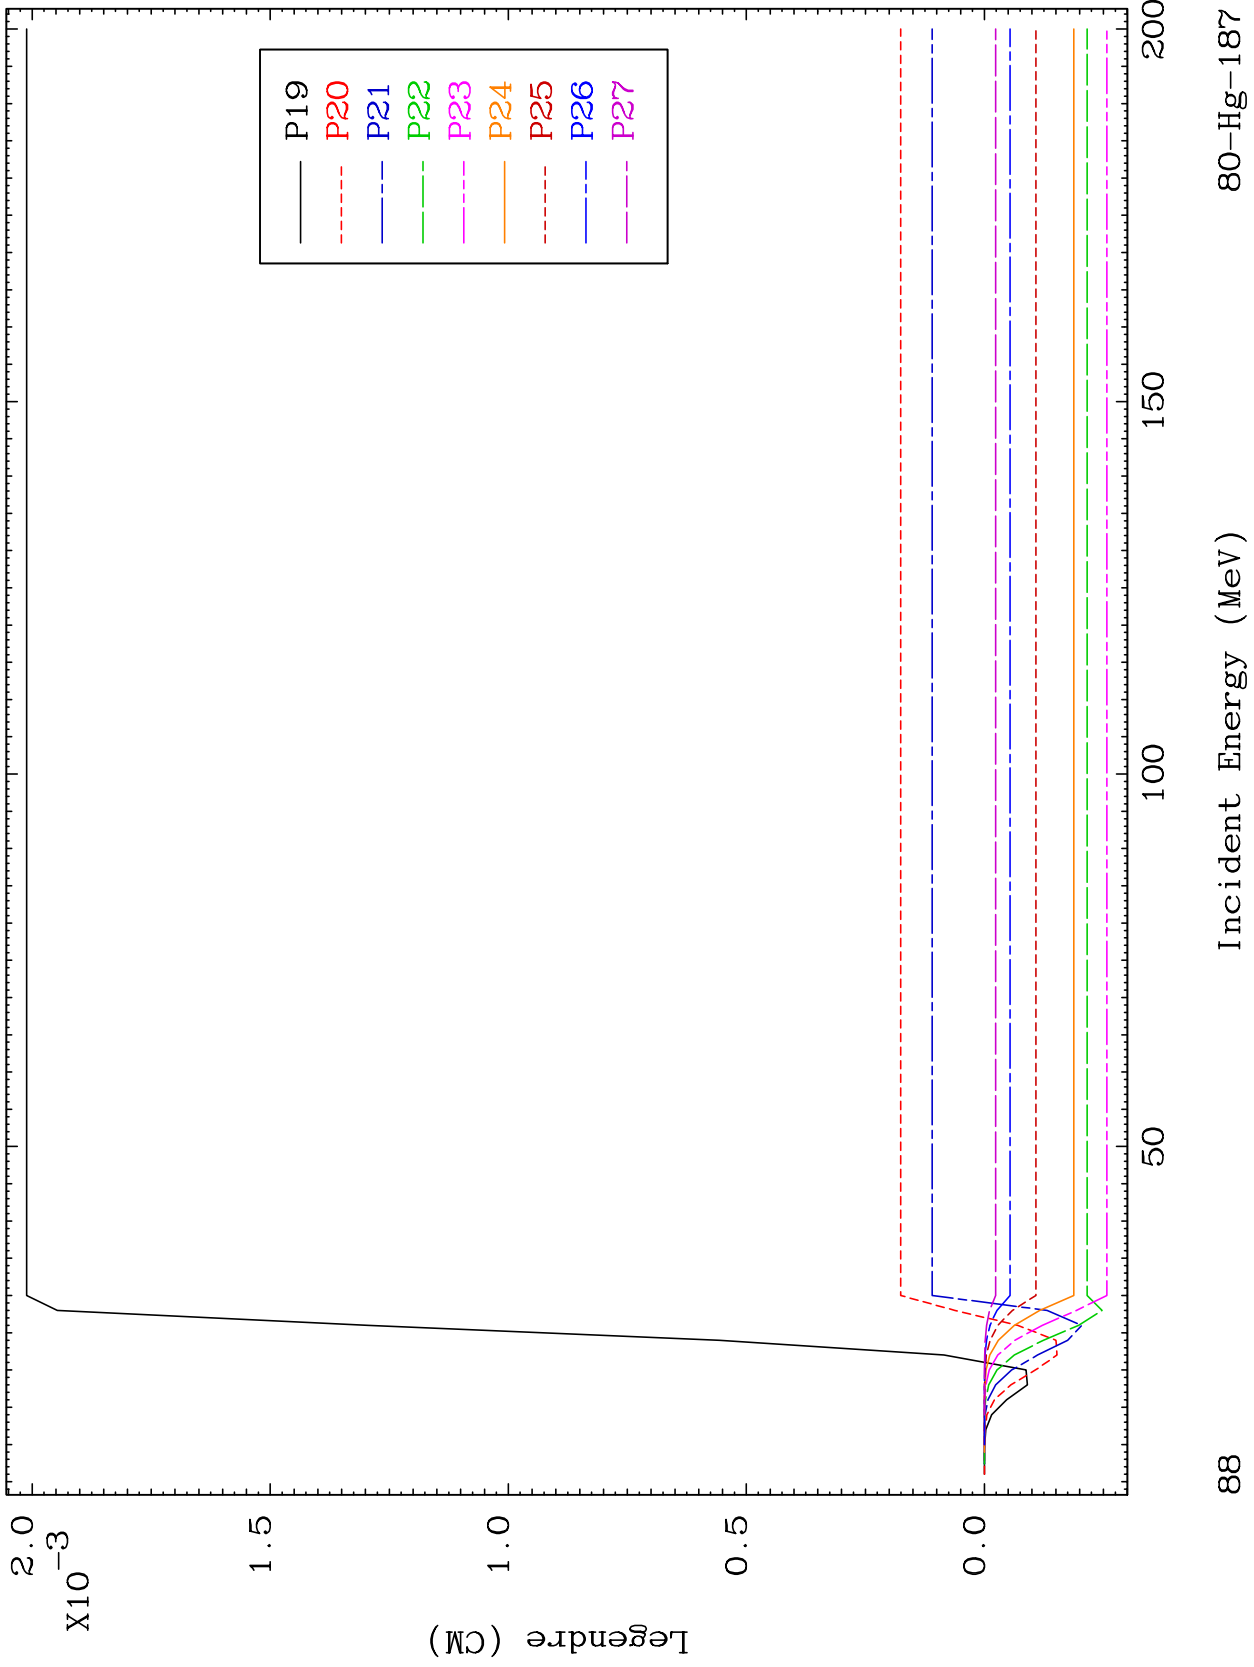 2.0
X10-3
1.5
1.0
0.5
0.0
Legendre (CM)
P19
P20
P21
P22
P23
P24
P25
P26
P27
50
100
150
200
88
Incident Energy (MeV)
80-Hg-187